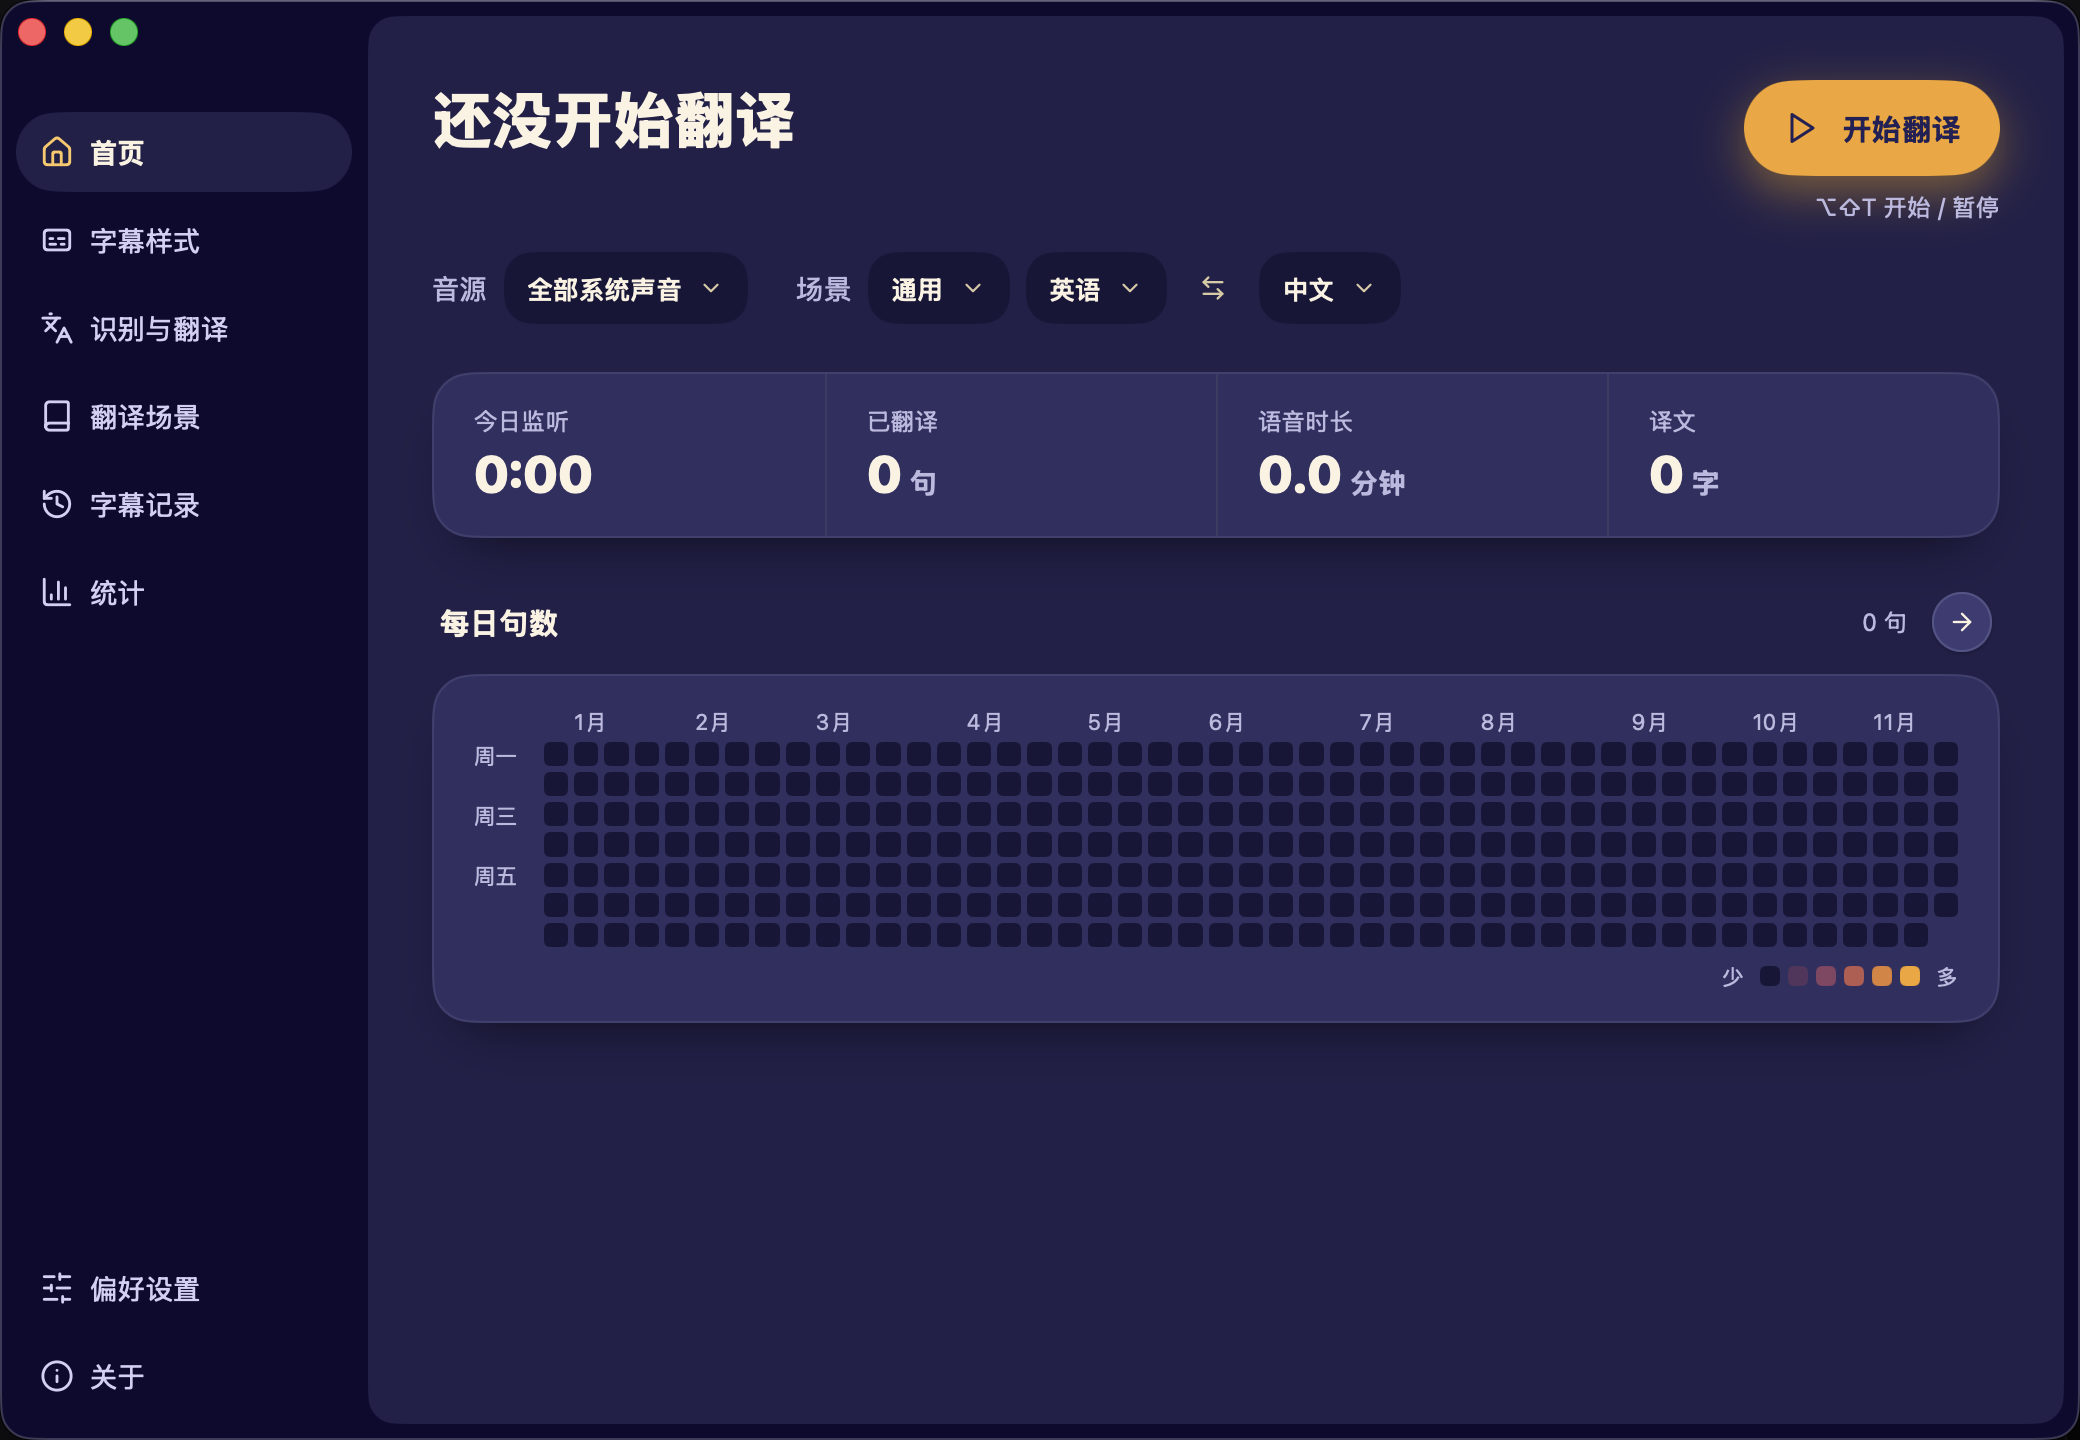 首页
字幕样式
识别与翻译
翻译场景
字幕记录
统计
偏好设置
关于
还没开始翻译
开始翻译
⌥⇧T 开始 / 暂停
音源 全部系统声音 场景 通用 英语 中文
今日监听 已翻译 语音时长 译文
0:00 0 句 0.0 分钟 0 字
每日句数 0 句
1月 2月 3月 4月 5月 6月 7月 8月 9月 10月 11月
周一
周三
周五
少 多